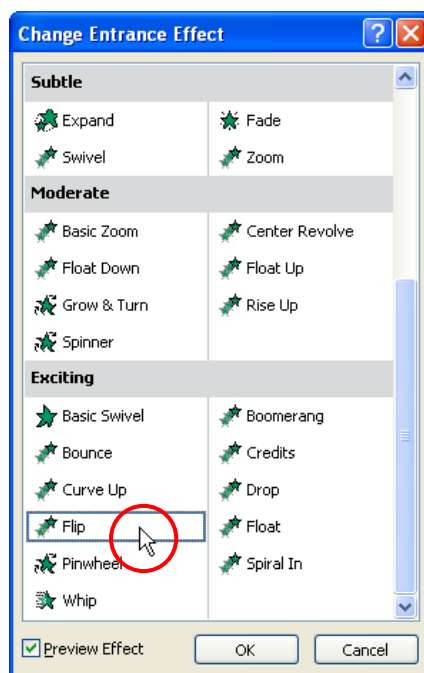 Change Entrance Effect
Subtle
Expand Fade
Swivel Zoom
Moderate
Basic Zoom Center Revolve
Float Down Float Up
Grow & Turn Rise Up
Spinner
Exciting
Basic Swivel Boomerang
Bounce Credits
Curve Up Drop
Flip Float
Pinwheel Spiral In
Whip
Preview Effect OK Cancel